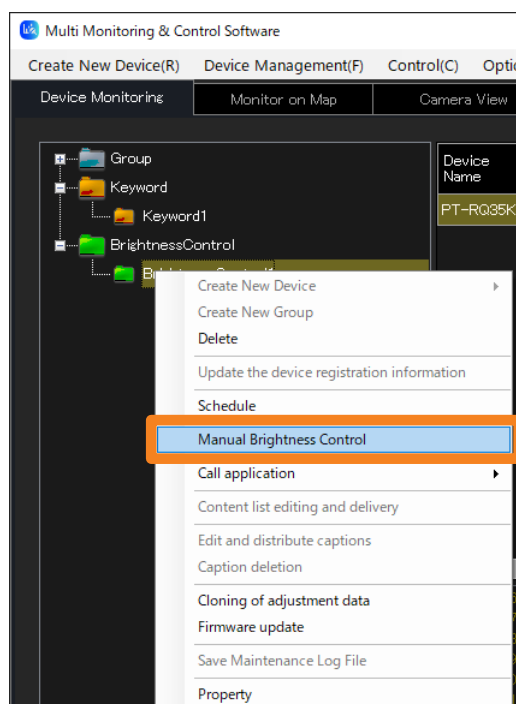 Multi Monitoring & Control Software
Create New Device(R) Device Management(F) Control(C)
Device Monitoring Monitor on Map Camera View
Group
Keyword
Keyword1
BrightnessControl
Device
Name
PT-RQ35K
Create New Device
Create New Group
Delete
Update the device registration information
Schedule
Manual Brightness Control
Call application
Content list editing and delivery
Edit and distribute captions
Caption deletion
Cloning of adjustment data
Firmware update
Save Maintenance Log File
Property